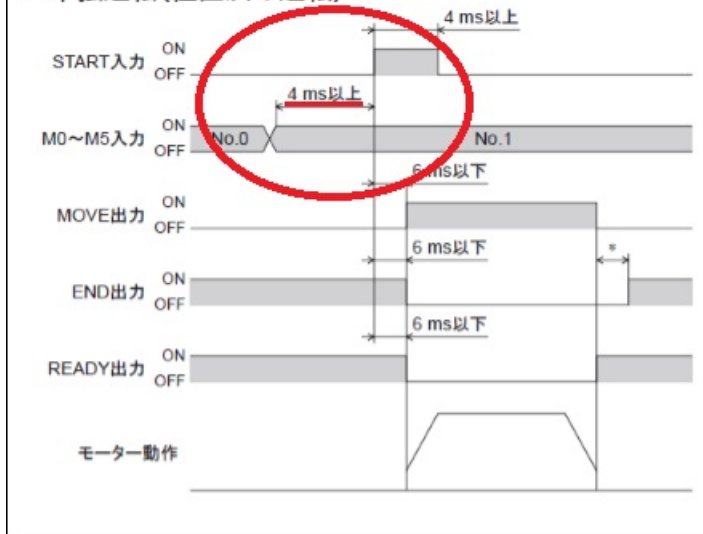 4 ms以上
START入力 ON
OFF
4 ms以上
M0～M5入力 ON
OFF
No.0
No.1
6 ms以下
MOVE出力 ON
OFF
6 ms以下
*
END出力 ON
OFF
6 ms以下
READY出力 ON
OFF
モーター動作